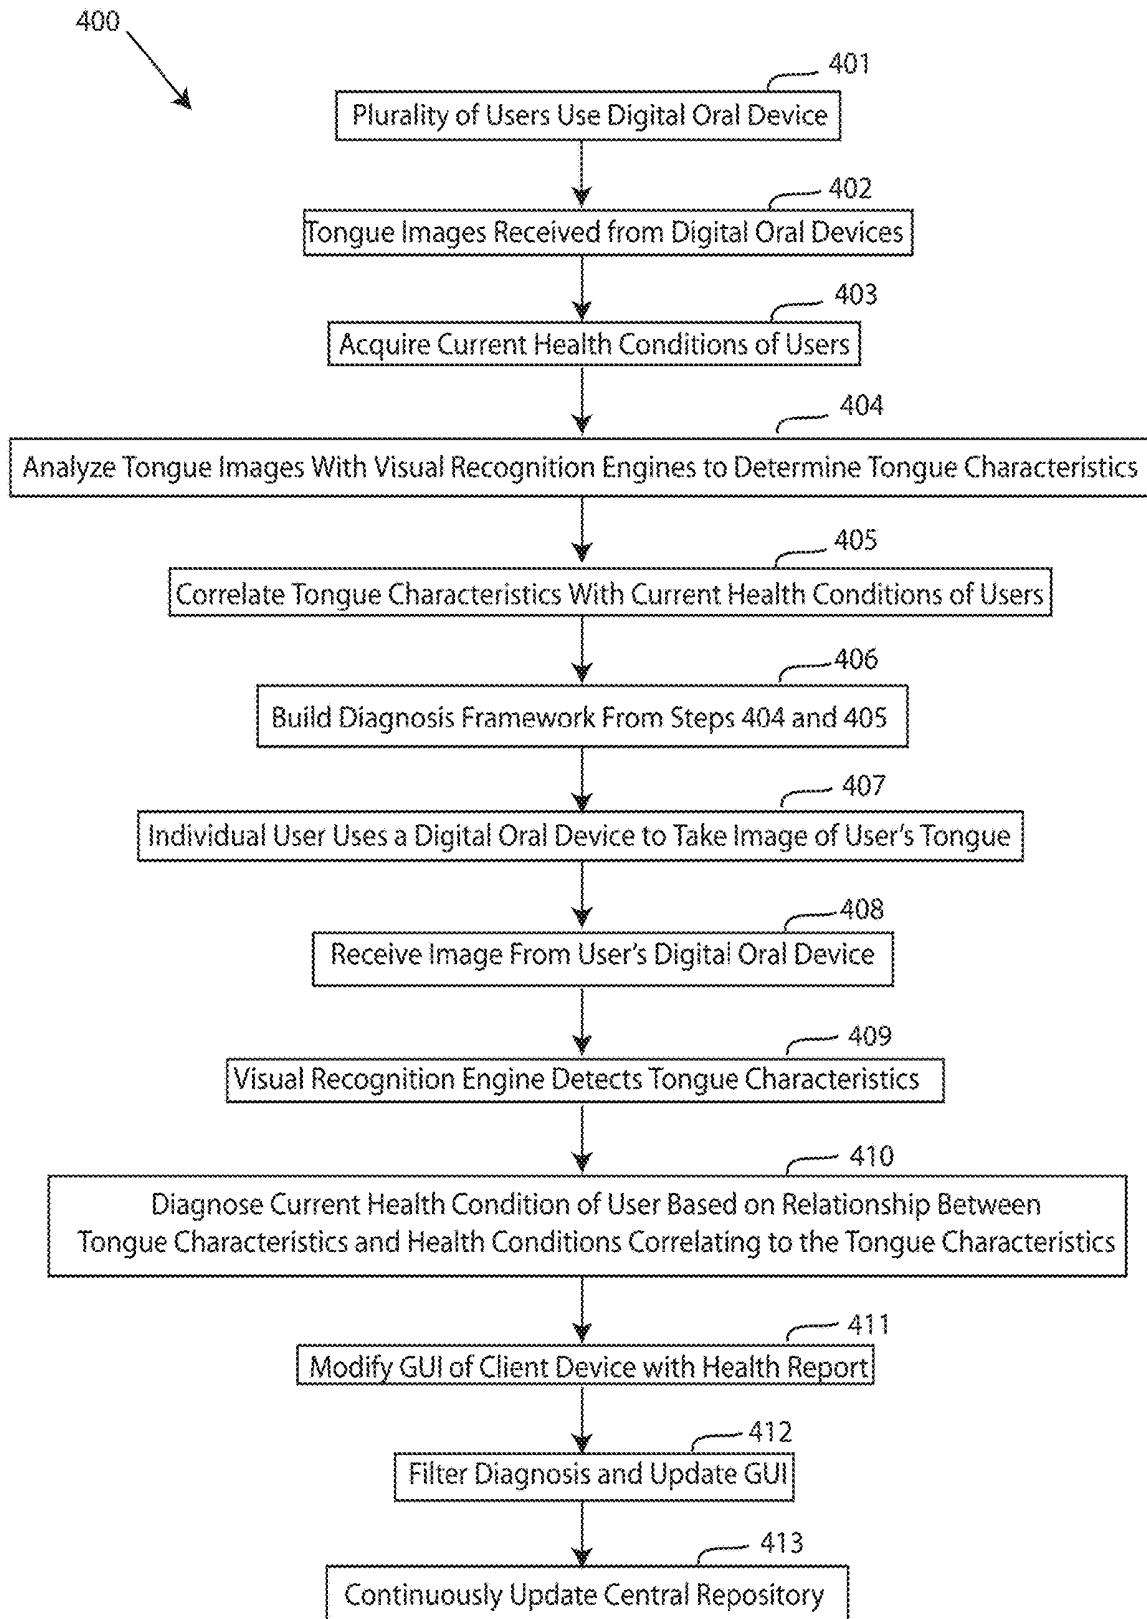 400
401
Plurality of Users Use Digital Oral Device
402
Tongue Images Received from Digital Oral Devices
403
Acquire Current Health Conditions of Users
404
Analyze Tongue Images With Visual Recognition Engines to Determine Tongue Characteristics
405
Correlate Tongue Characteristics With Current Health Conditions of Users
406
Build Diagnosis Framework From Steps 404 and 405
407
Individual User Uses a Digital Oral Device to Take Image of User's Tongue
408
Receive Image From User's Digital Oral Device
409
Visual Recognition Engine Detects Tongue Characteristics
410
Diagnose Current Health Condition of User Based on Relationship Between
Tongue Characteristics and Health Conditions Correlating to the Tongue Characteristics
411
Modify GUI of Client Device with Health Report
412
Filter Diagnosis and Update GUI
413
Continuously Update Central Repository